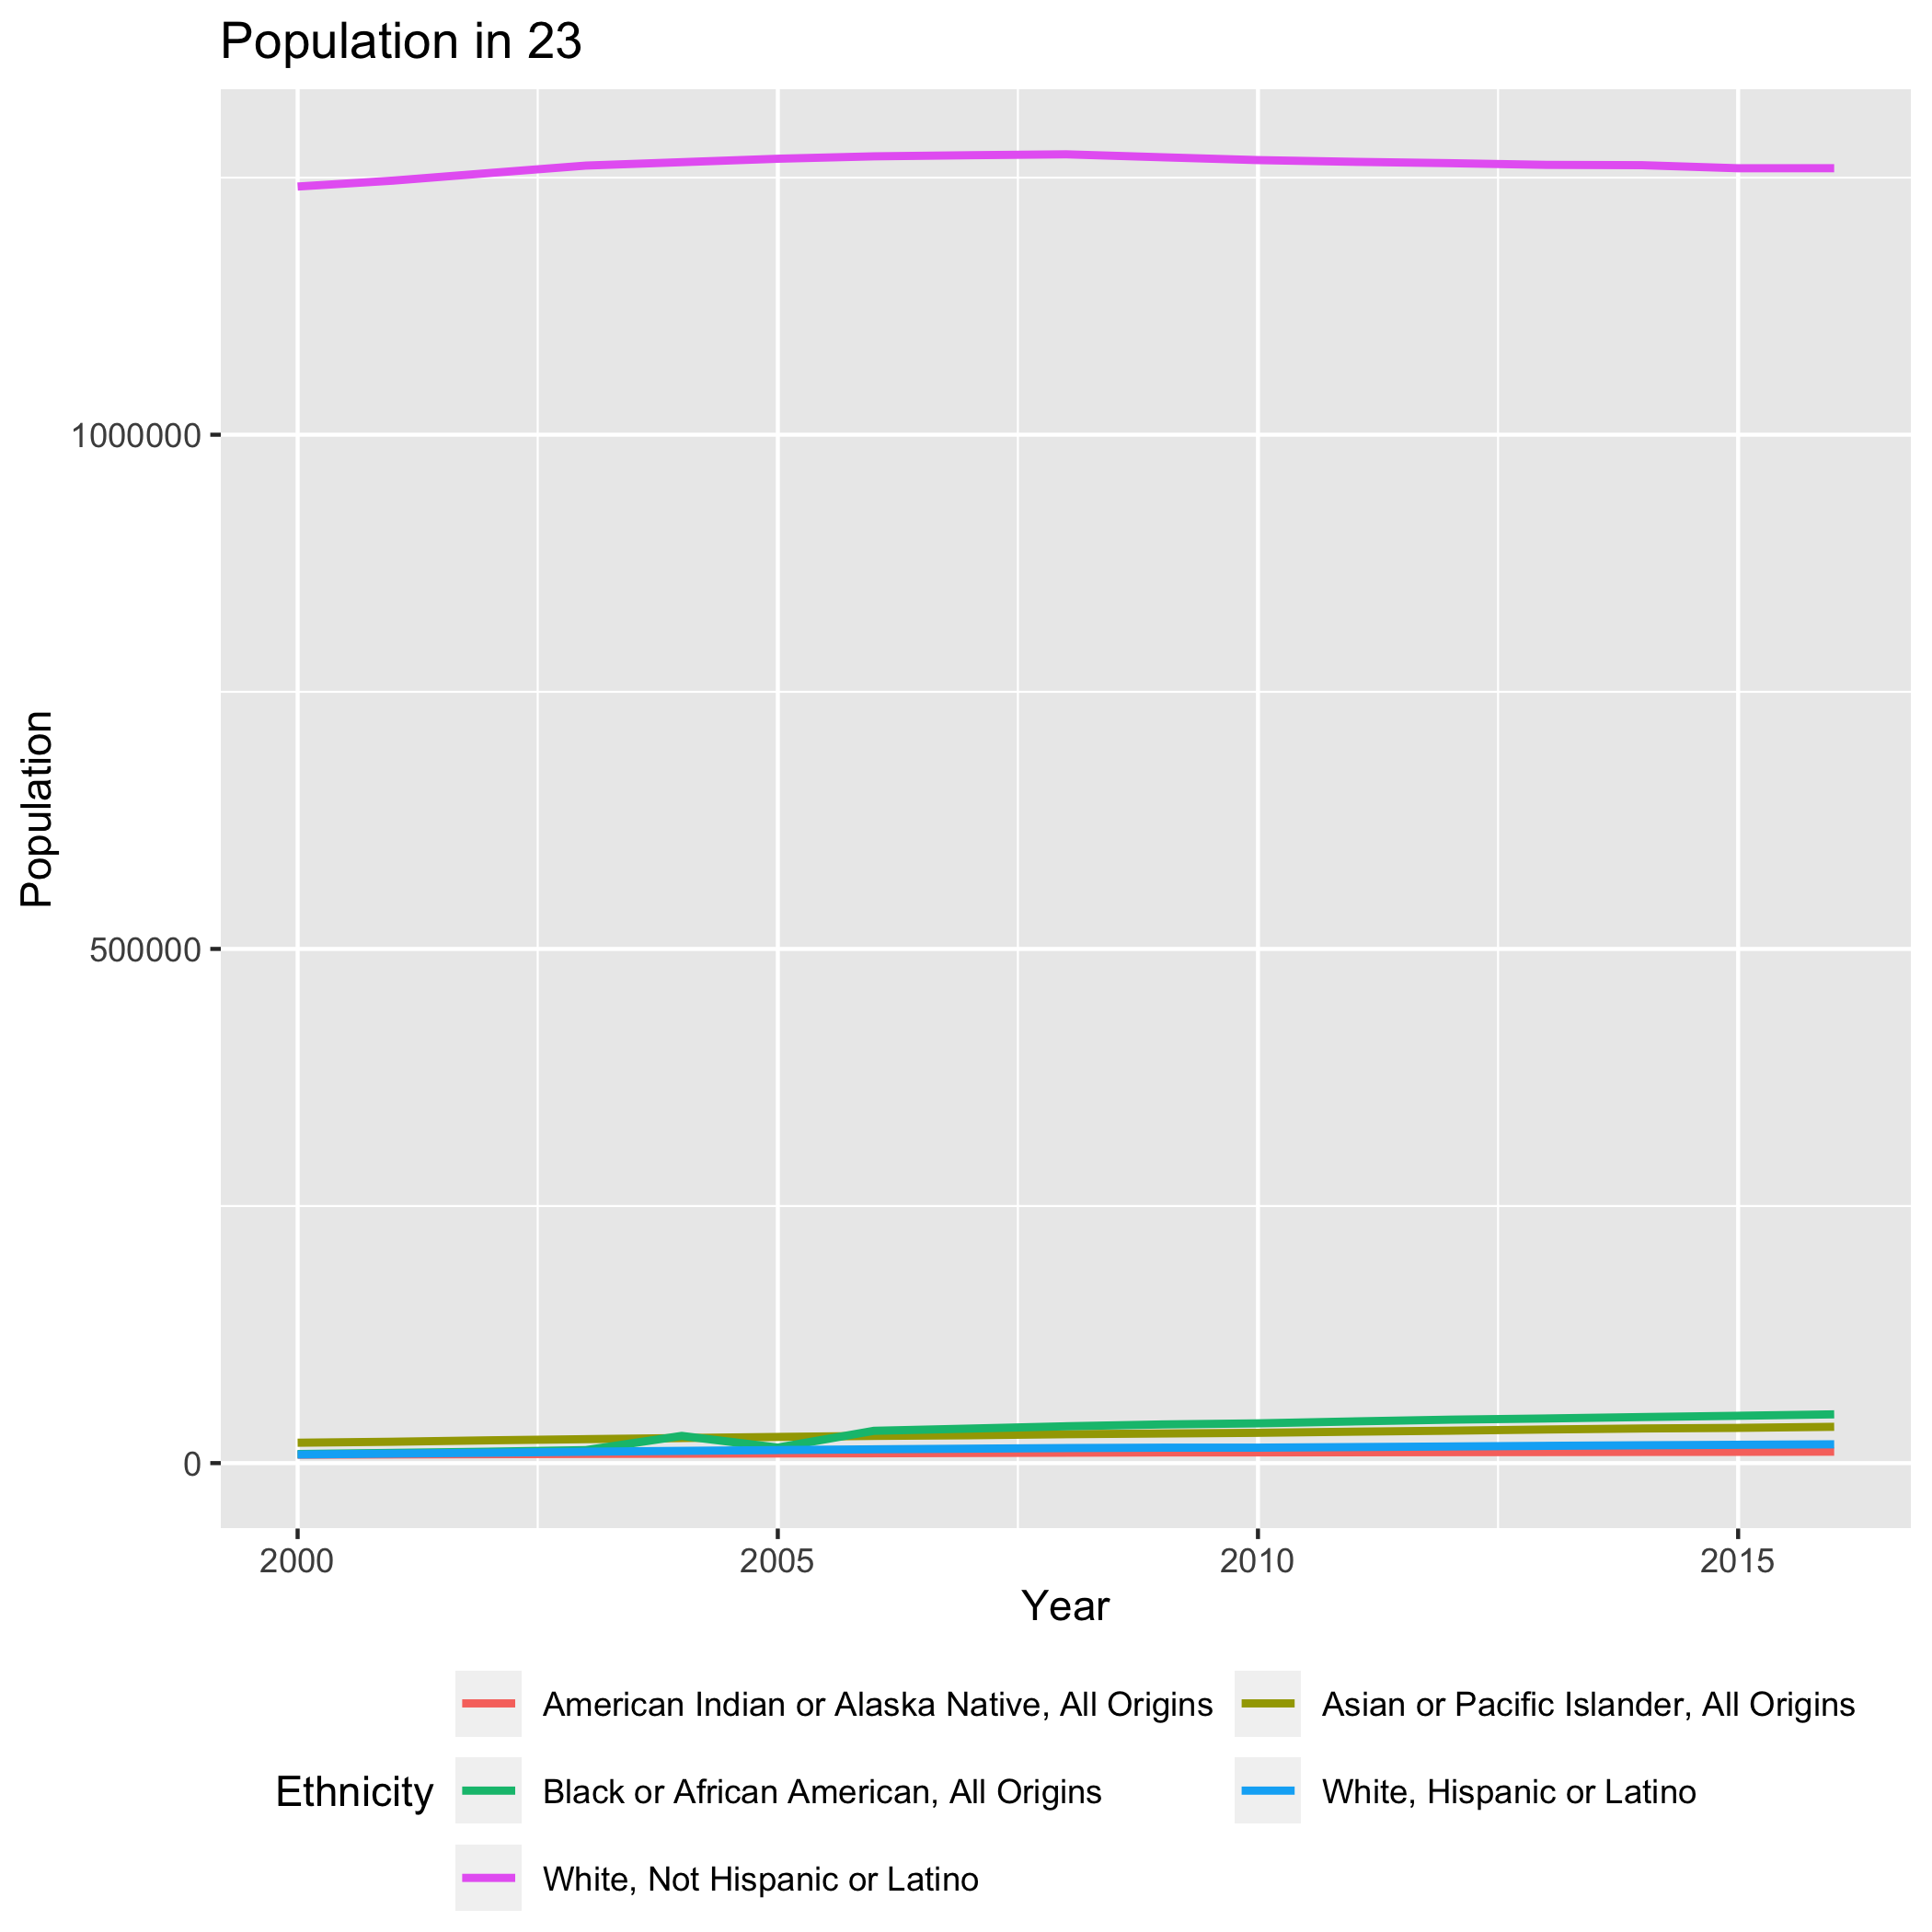 Population in 23
1000000
500000
0
Population
2000 2005 2010 2015
Year
Ethnicity
American Indian or Alaska Native, All Origins
Asian or Pacific Islander, All Origins
Black or African American, All Origins
White, Hispanic or Latino
White, Not Hispanic or Latino